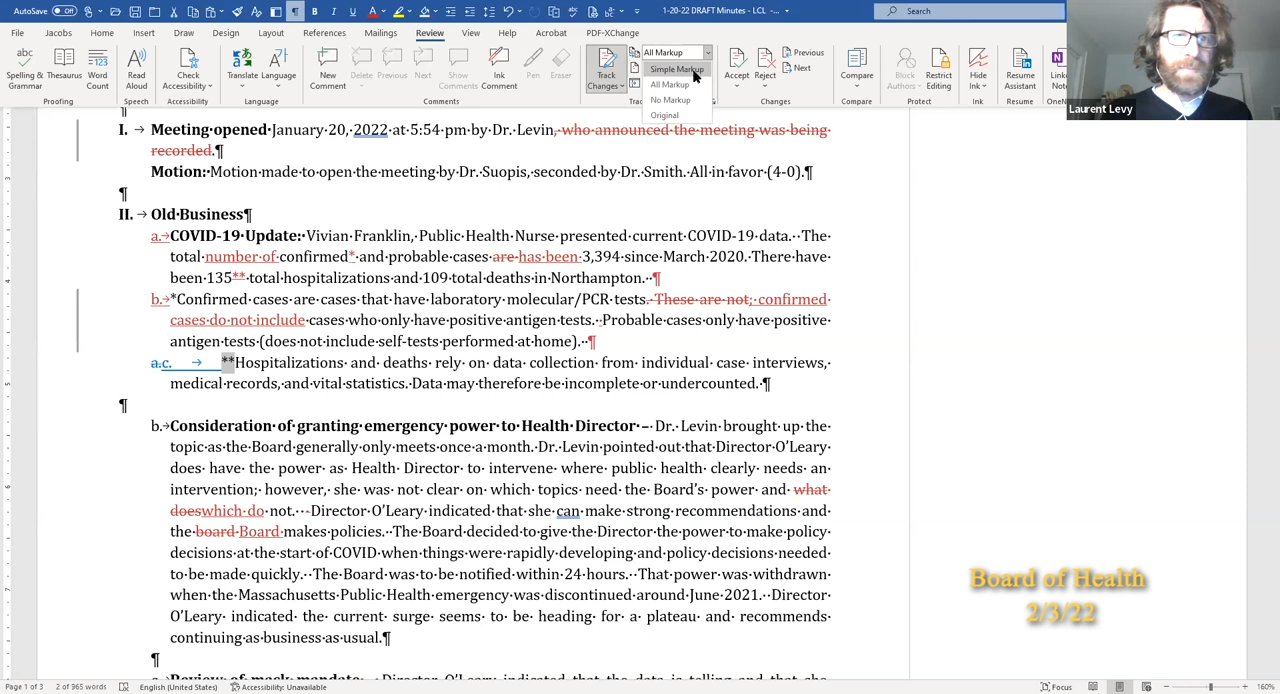 AutoSave Off 1-20-22 DRAFT Minutes - LCL -... Search
File Jacobs Home Insert Draw Design Layout References Mailings Review View Help Acrobat PDF-XChange
Spelling & Grammar Thesaurus Word Count Read Aloud Check Accessibility Translate Language New Comment Delete Previous Next Show Comments Ink Comment Pen Eraser Track Changes All Markup Accept Reject Previous Next Compare Block Authors Restrict Editing Hide Ink Resume Assistant
Simple Markup
All Markup
No Markup
Original
Proofing Speech Accessibility Language Comments Changes Compare Protect Ink Resume
Laurent Levy
I. → Meeting opened January 20, 2022 at 5:54 pm by Dr. Levin, who announced the meeting was being
recorded.¶
Motion: Motion made to open the meeting by Dr. Suopis, seconded by Dr. Smith. All in favor (4-0).¶
¶
II. → Old Business¶
a.→COVID-19 Update: Vivian Franklin, Public Health Nurse presented current COVID-19 data. The
total number of confirmed* and probable cases are has been 3,394 since March 2020. There have
been 135** total hospitalizations and 109 total deaths in Northampton. ¶
b.→*Confirmed cases are cases that have laboratory molecular/PCR tests. These are not; confirmed
cases do not include cases who only have positive antigen tests. Probable cases only have positive
antigen tests (does not include self-tests performed at home). ¶
a.c. → **Hospitalizations and deaths rely on data collection from individual case interviews,
medical records, and vital statistics. Data may therefore be incomplete or undercounted. ¶
¶
b.→Consideration of granting emergency power to Health Director – Dr. Levin brought up the
topic as the Board generally only meets once a month. Dr. Levin pointed out that Director O'Leary
does have the power as Health Director to intervene where public health clearly needs an
intervention; however, she was not clear on which topics need the Board's power and what
doeswhich do not. Director O'Leary indicated that she can make strong recommendations and
the board Board makes policies. The Board decided to give the Director the power to make policy
decisions at the start of COVID when things were rapidly developing and policy decisions needed
to be made quickly. The Board was to be notified within 24 hours. That power was withdrawn
when the Massachusetts Public Health emergency was discontinued around June 2021. Director
O'Leary indicated the current surge seems to be heading for a plateau and recommends
continuing as business as usual.¶
¶
Board of Health
2/3/22
Page 1 of 3 2 of 965 words English (United States) Accessibility: Unavailable Focus 160%